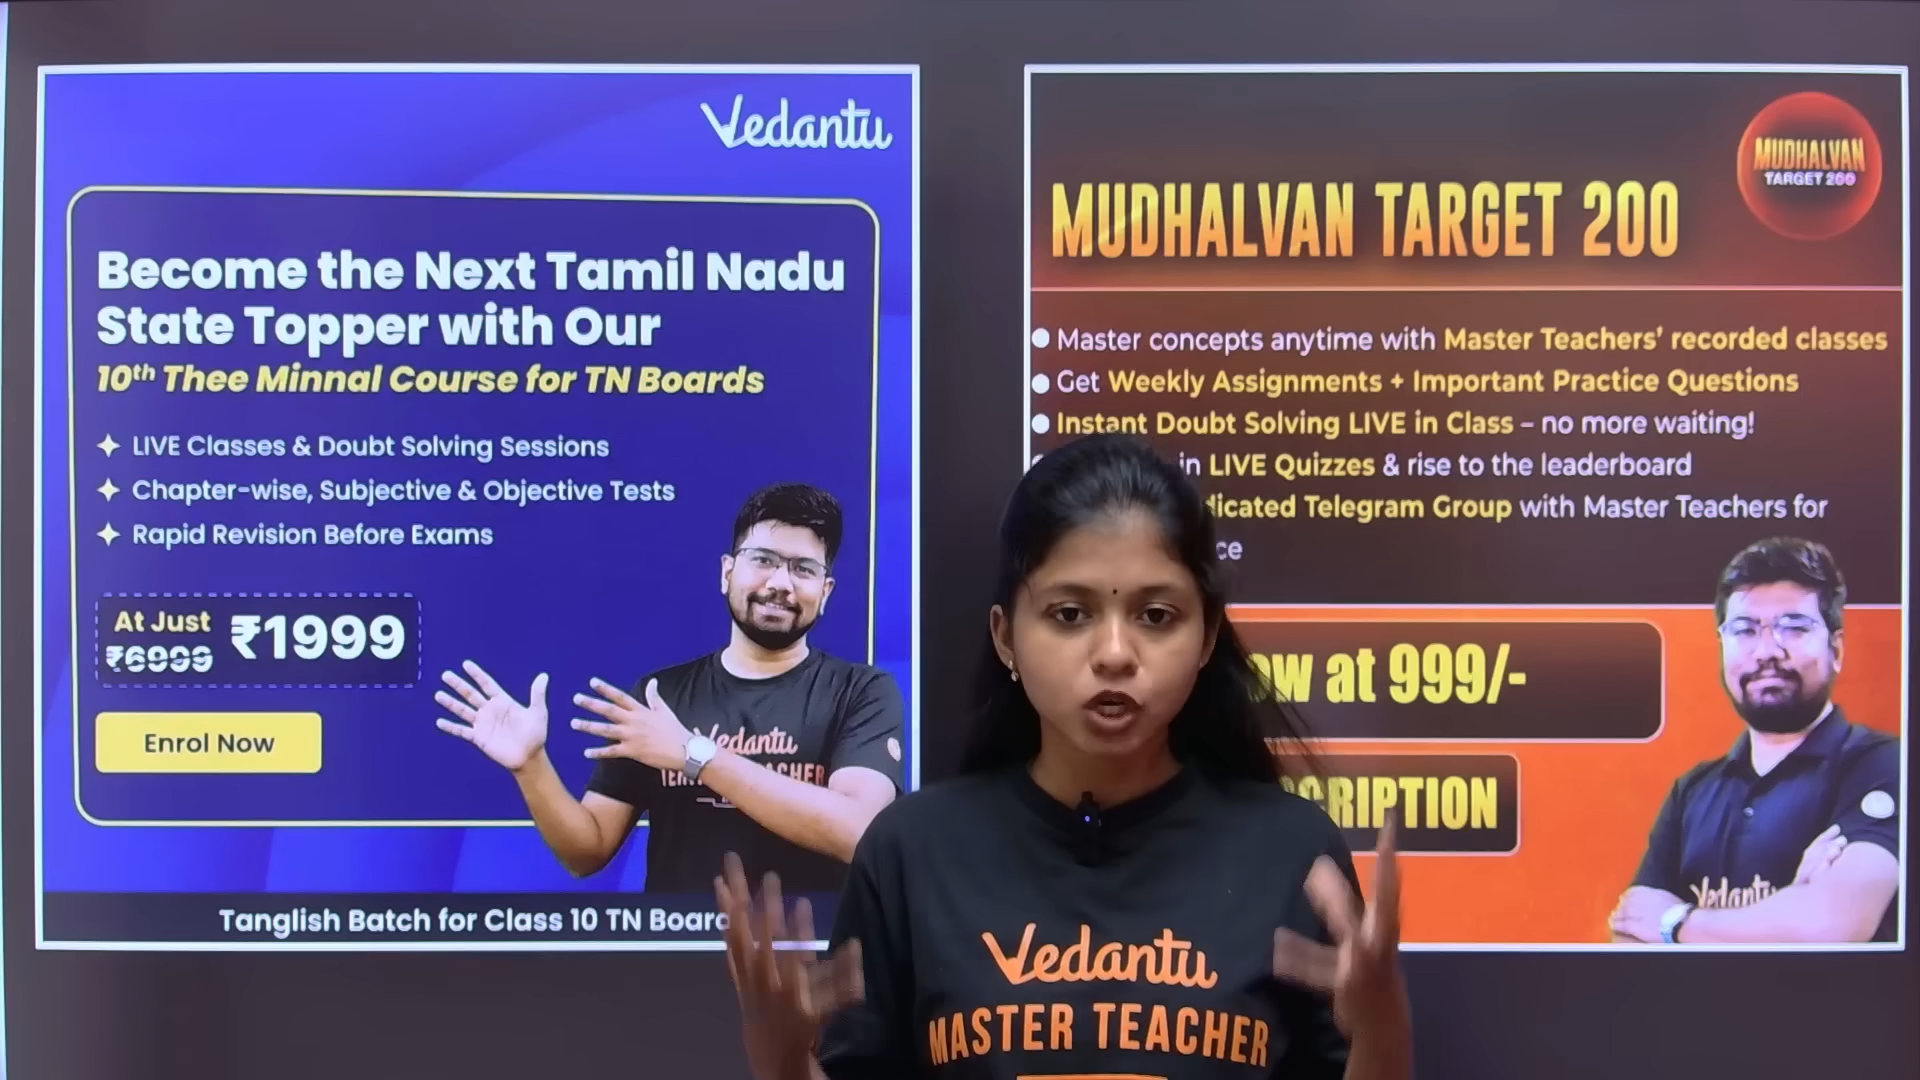 Vedantu
Become the Next Tamil Nadu
State Topper with Our
10th Thee Minnal Course for TN Boards
LIVE Classes & Doubt Solving Sessions
Chapter-wise, Subjective & Objective Tests
Rapid Revision Before Exams
At Just
₹6999
₹1999
Enrol Now
Vedantu
Tanglish Batch for Class 10 TN
MUDHALVAN
TARGET 200
MUDHALVAN TARGET 200
Master concepts anytime with Master Teachers' recorded classes
Get Weekly Assignments + Important Practice Questions
Instant Doubt Solving LIVE in Class – no more waiting!
in LIVE Quizzes & rise to the leaderboard
Telegram Group with Master Teachers for
at 999/-
Vedantu
Vedantu
MASTER TEACHER